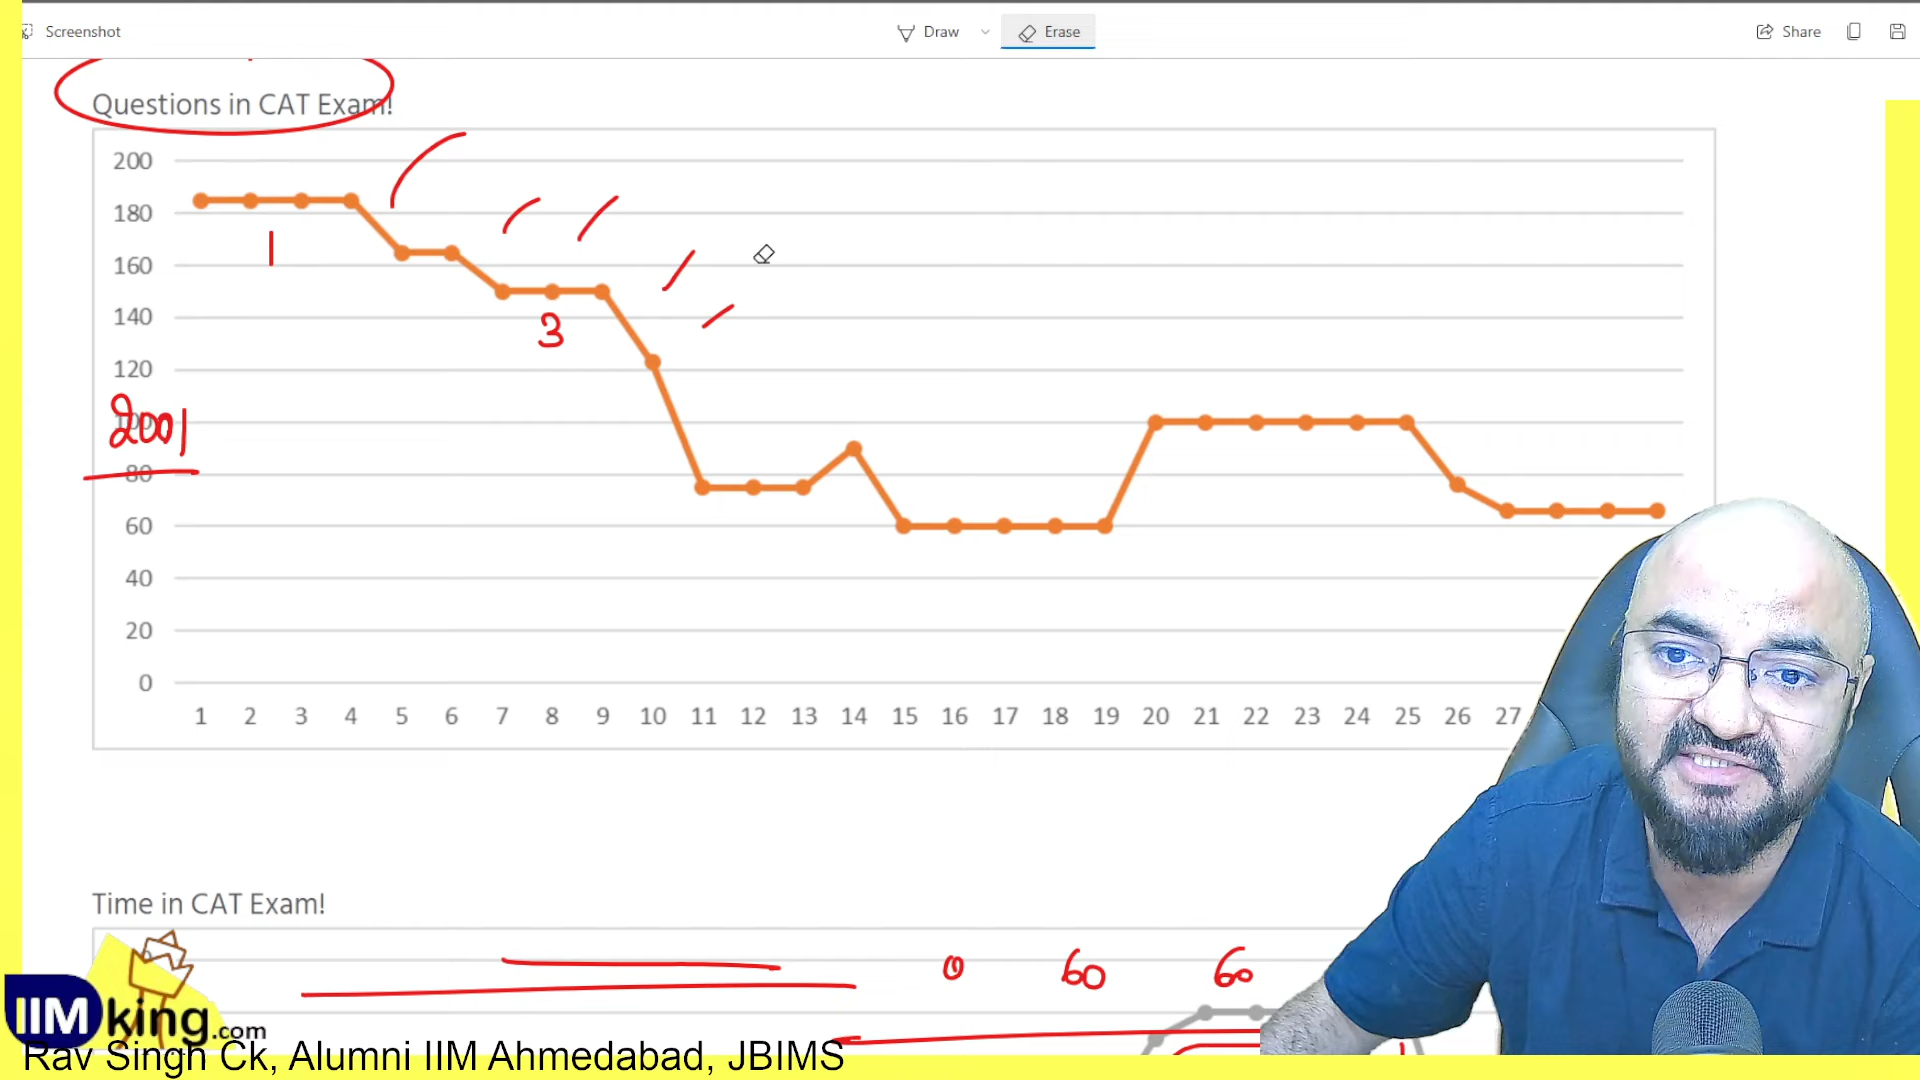 Screenshot Draw Erase Share
Questions in CAT Exam!
200
180
1
160
140
3
120
2001
80
60
40
20
0
1 2 3 4 5 6 7 8 9 10 11 12 13 14 15 16 17 18 19 20 21 22 23 24 25 26 27
Time in CAT Exam!
0 60 60
IIMking.com
Rav Singh Ck, Alumni IIM Ahmedabad, JBIMS